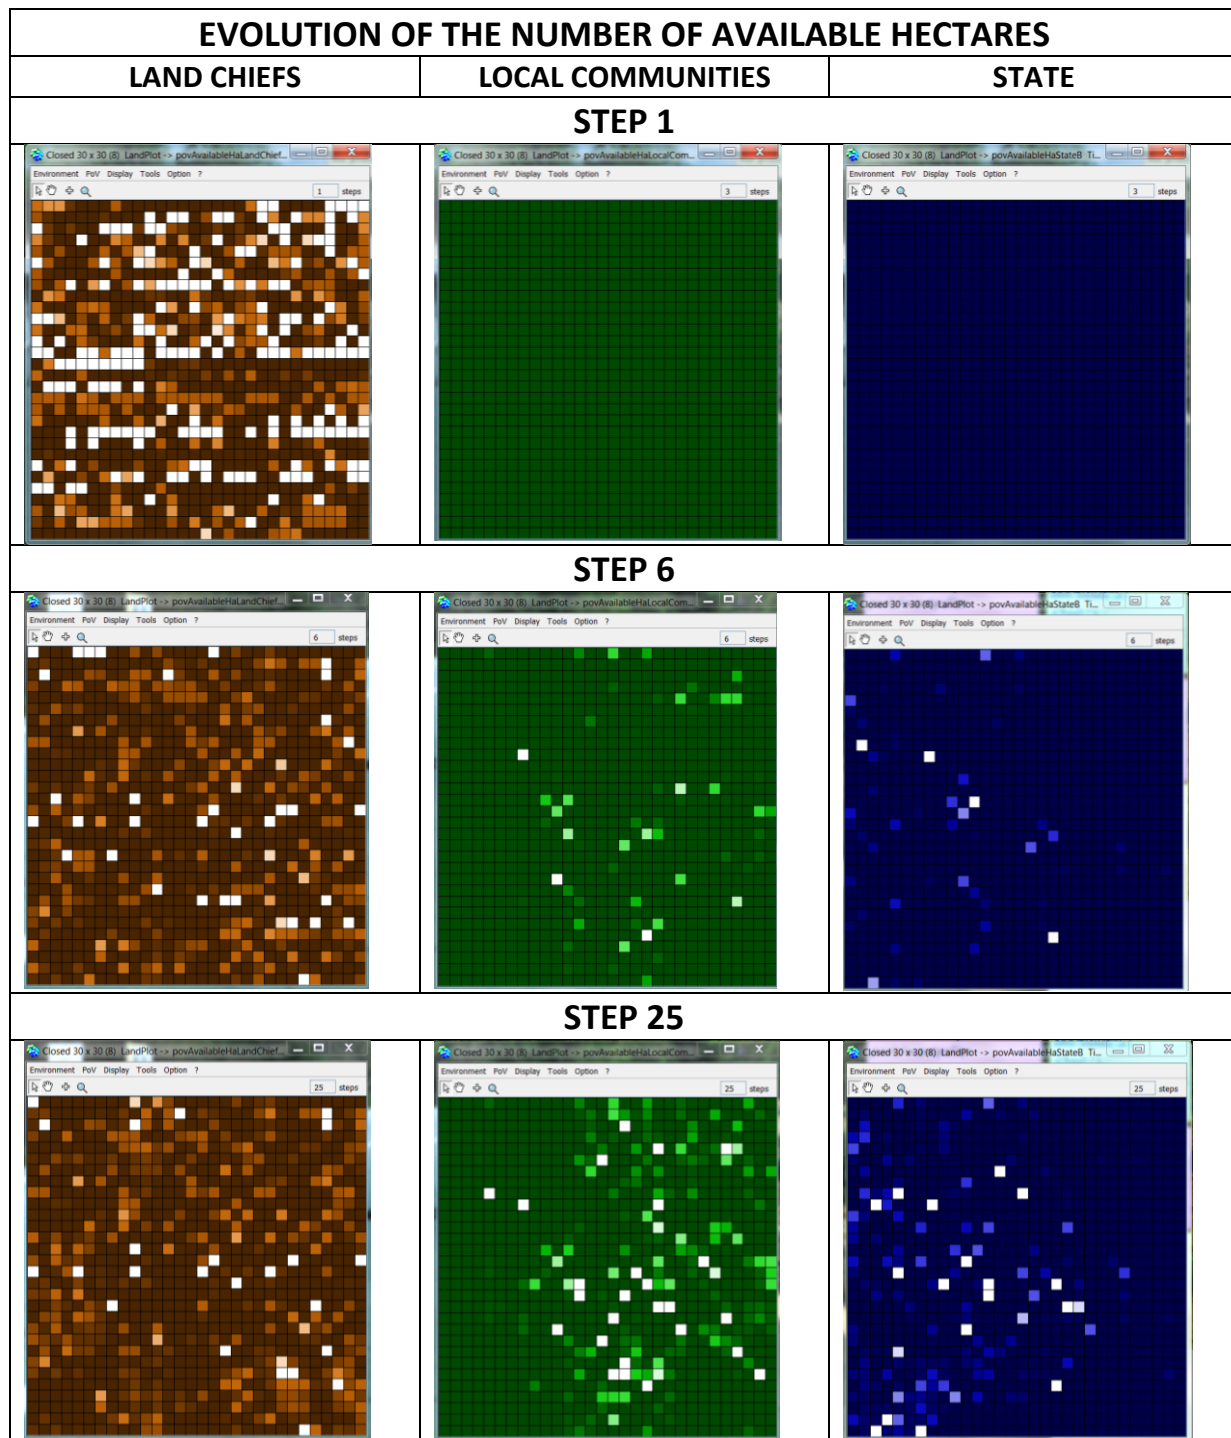 EVOLUTION OF THE NUMBER OF AVAILABLE HECTARES
LAND CHIEFS LOCAL COMMUNITIES STATE
STEP 1
Closed 30 x 30 (8) LandPlot -> povAvailableHaLandChief...
Environment PoV Display Tools Option ?
1 steps
Closed 30 x 30 (8) LandPlot -> povAvailableHaLocalCom...
Environment PoV Display Tools Option ?
3 steps
Closed 30 x 30 (8) LandPlot -> povAvailableHaStateB Ti...
Environment PoV Display Tools Option ?
3 steps
STEP 6
Closed 30 x 30 (8) LandPlot -> povAvailableHaLandChief...
Environment PoV Display Tools Option ?
6 steps
Closed 30 x 30 (8) LandPlot -> povAvailableHaLocalCom...
Environment PoV Display Tools Option ?
6 steps
Closed 30 x 30 (8) LandPlot -> povAvailableHaStateB Ti...
Environment PoV Display Tools Option ?
6 steps
STEP 25
Closed 30 x 30 (8) LandPlot -> povAvailableHaLandChief...
Environment PoV Display Tools Option ?
25 steps
Closed 30 x 30 (8) LandPlot -> povAvailableHaLocalCom...
Environment PoV Display Tools Option ?
25 steps
Closed 30 x 30 (8) LandPlot -> povAvailableHaStateB Ti...
Environment PoV Display Tools Option ?
25 steps